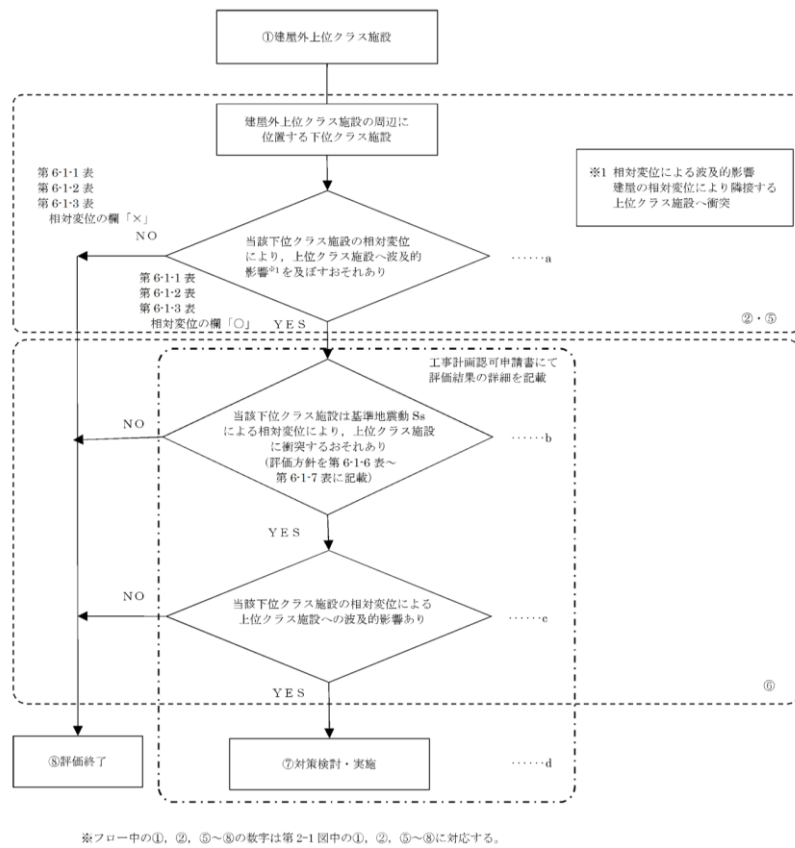 ①建屋外上位クラス施設
建屋外上位クラス施設の周辺に
位置する下位クラス施設
※1 相対変位による波及的影響
建屋の相対変位により隣接する
上位クラス施設へ衝突
第 6-1-1 表
第 6-1-2 表
第 6-1-3 表
相対変位の欄「×」
NO
当該下位クラス施設の相対変位
により，上位クラス施設へ波及的
影響※1を及ぼすおそれあり
……a
第 6-1-1 表
第 6-1-2 表
第 6-1-3 表
相対変位の欄「○」
YES
②・⑤
工事計画認可申請書にて
評価結果の詳細を記載
NO
当該下位クラス施設は基準地震動 Ss
による相対変位により，上位クラス施設
に衝突するおそれあり
(評価方針を第 6-1-6 表～
第 6-1-7 表に記載)
……b
YES
NO
当該下位クラス施設の相対変位による
上位クラス施設への波及的影響あり
……c
YES
⑥
⑧評価終了
⑦対策検討・実施
……d
※フロー中の①，②，⑤～⑧の数字は第 2-1 図中の①，②，⑤～⑧に対応する。